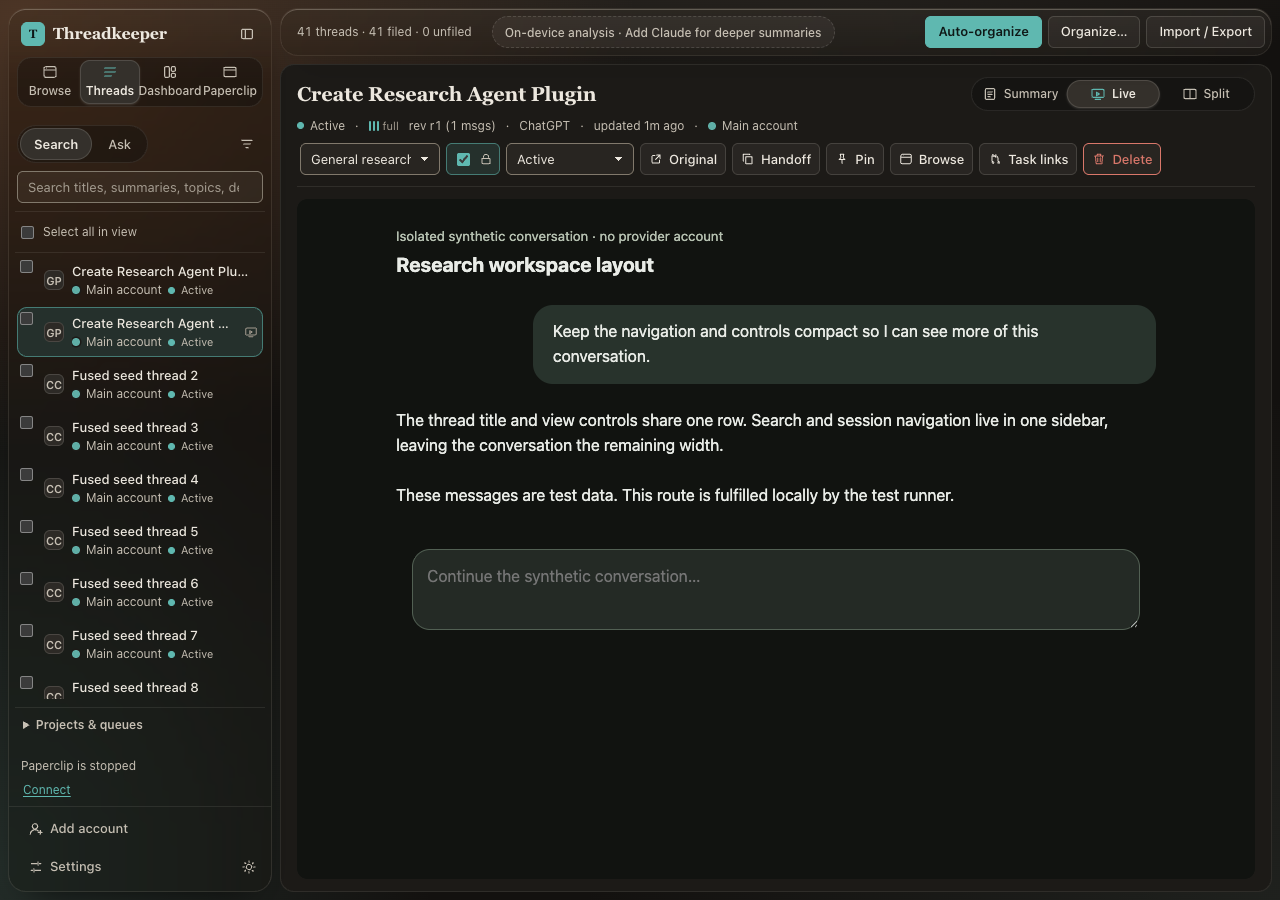 T Threadkeeper
Browse Threads Dashboard Paperclip
Search Ask
Search titles, summaries, topics, de
Select all in view
GP Create Research Agent Plu...
Main account Active
GP Create Research Agent ...
Main account Active
CC Fused seed thread 2
Main account Active
CC Fused seed thread 3
Main account Active
CC Fused seed thread 4
Main account Active
CC Fused seed thread 5
Main account Active
CC Fused seed thread 6
Main account Active
CC Fused seed thread 7
Main account Active
CC Fused seed thread 8
Projects & queues
Paperclip is stopped
Connect
Add account
Settings
41 threads · 41 filed · 0 unfiled
On-device analysis · Add Claude for deeper summaries
Auto-organize Organize... Import / Export
Create Research Agent Plugin
Summary Live Split
Active · full rev r1 (1 msgs) · ChatGPT · updated 1m ago · Main account
General research Active Original Handoff Pin Browse Task links Delete
Isolated synthetic conversation · no provider account
Research workspace layout
Keep the navigation and controls compact so I can see more of this
conversation.
The thread title and view controls share one row. Search and session navigation live in one sidebar,
leaving the conversation the remaining width.
These messages are test data. This route is fulfilled locally by the test runner.
Continue the synthetic conversation...